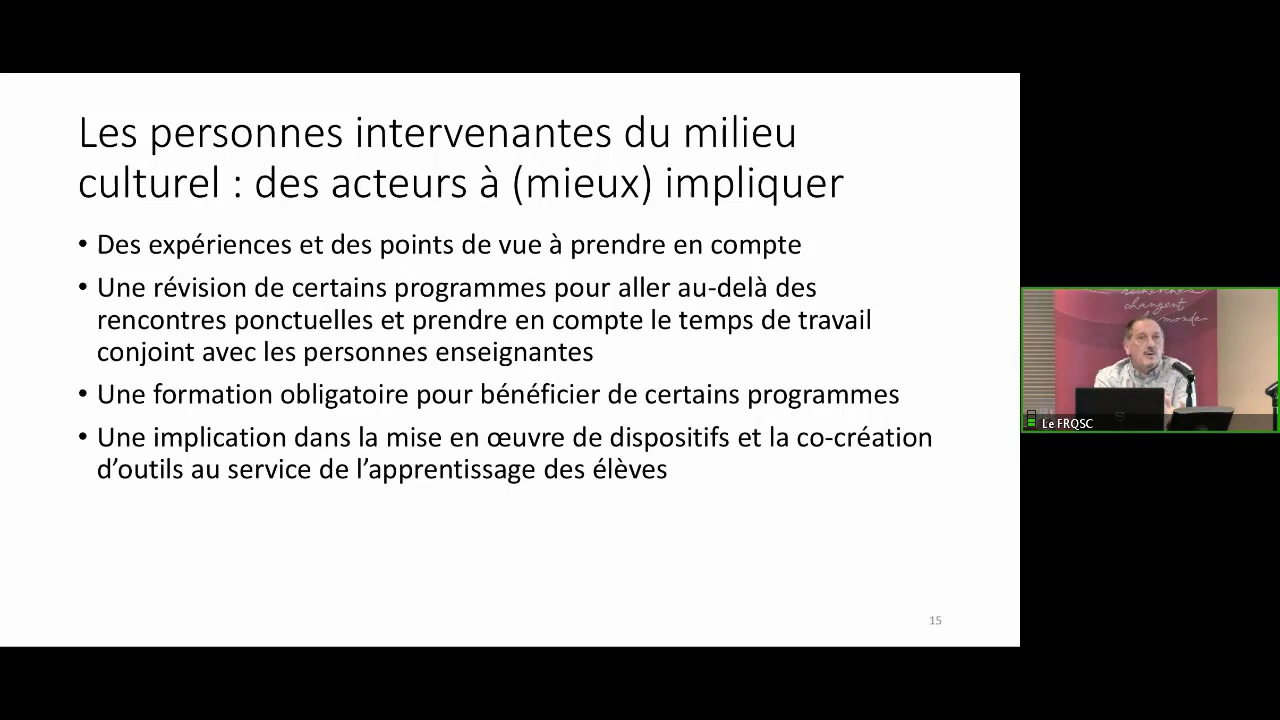 Les personnes intervenantes du milieu
culturel : des acteurs à (mieux) impliquer
• Des expériences et des points de vue à prendre en compte
• Une révision de certains programmes pour aller au-delà des
rencontres ponctuelles et prendre en compte le temps de travail
conjoint avec les personnes enseignantes
• Une formation obligatoire pour bénéficier de certains programmes
• Une implication dans la mise en œuvre de dispositifs et la co-création
d’outils au service de l’apprentissage des élèves
15
changent
monde
Le FRQSC